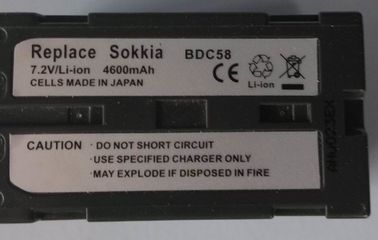 Replace Sokkia BDC58
7.2V/Li-ion 4600mAh
CELLS MADE IN JAPAN
Li-ion
CAUTION:
• DO NOT SHORT CIRCUIT
• USE SPECIFIED CHARGER ONLY
• MAY EXPLODE IF DISPOSED IN FIRE